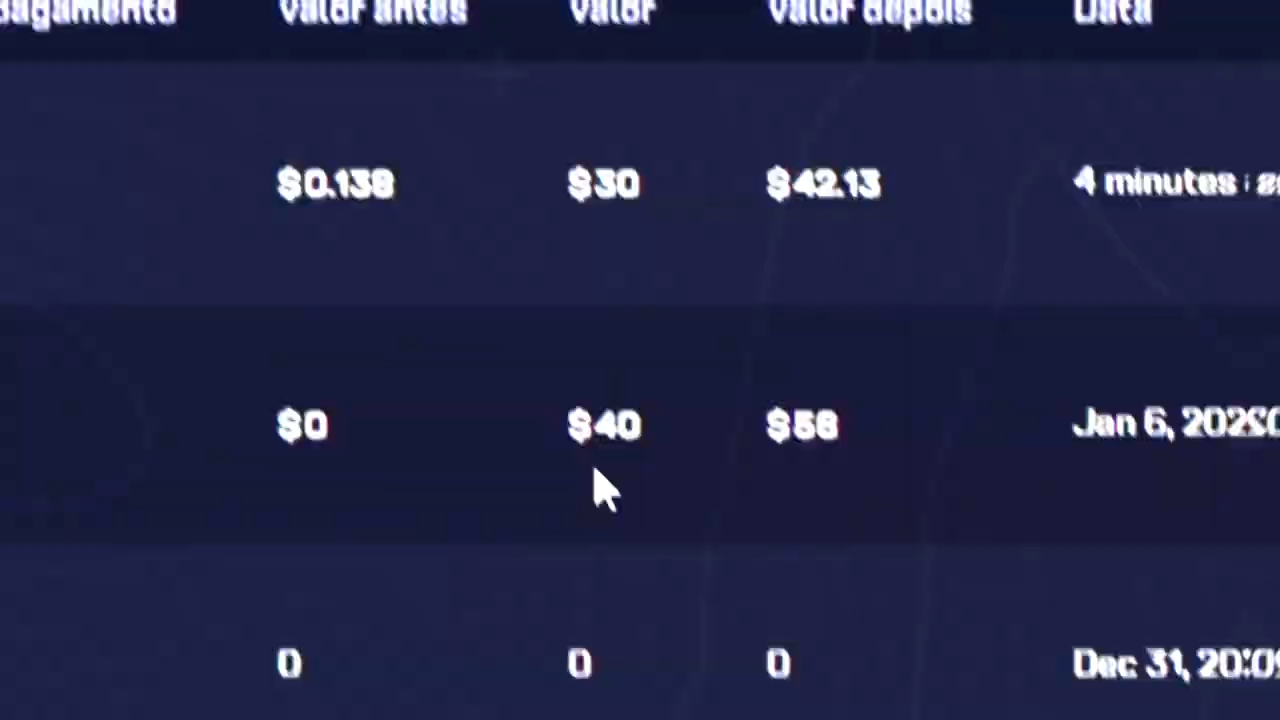 pagamento Valor antes Valor Valor depois Data
$0.138 $30 $42.13 4 minutes
$0 $40 $58 Jan 6,
0 0 0 Dec 31,